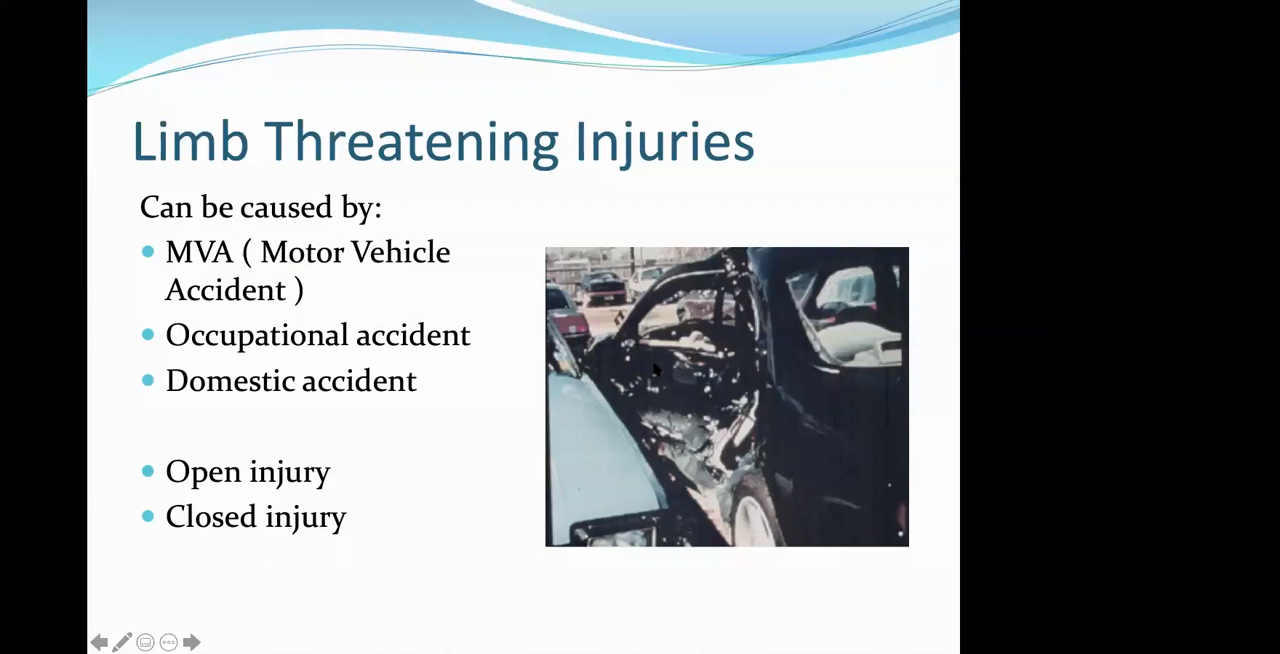 Limb Threatening Injuries
Can be caused by:
MVA ( Motor Vehicle
Accident )
Occupational accident
Domestic accident
Open injury
Closed injury